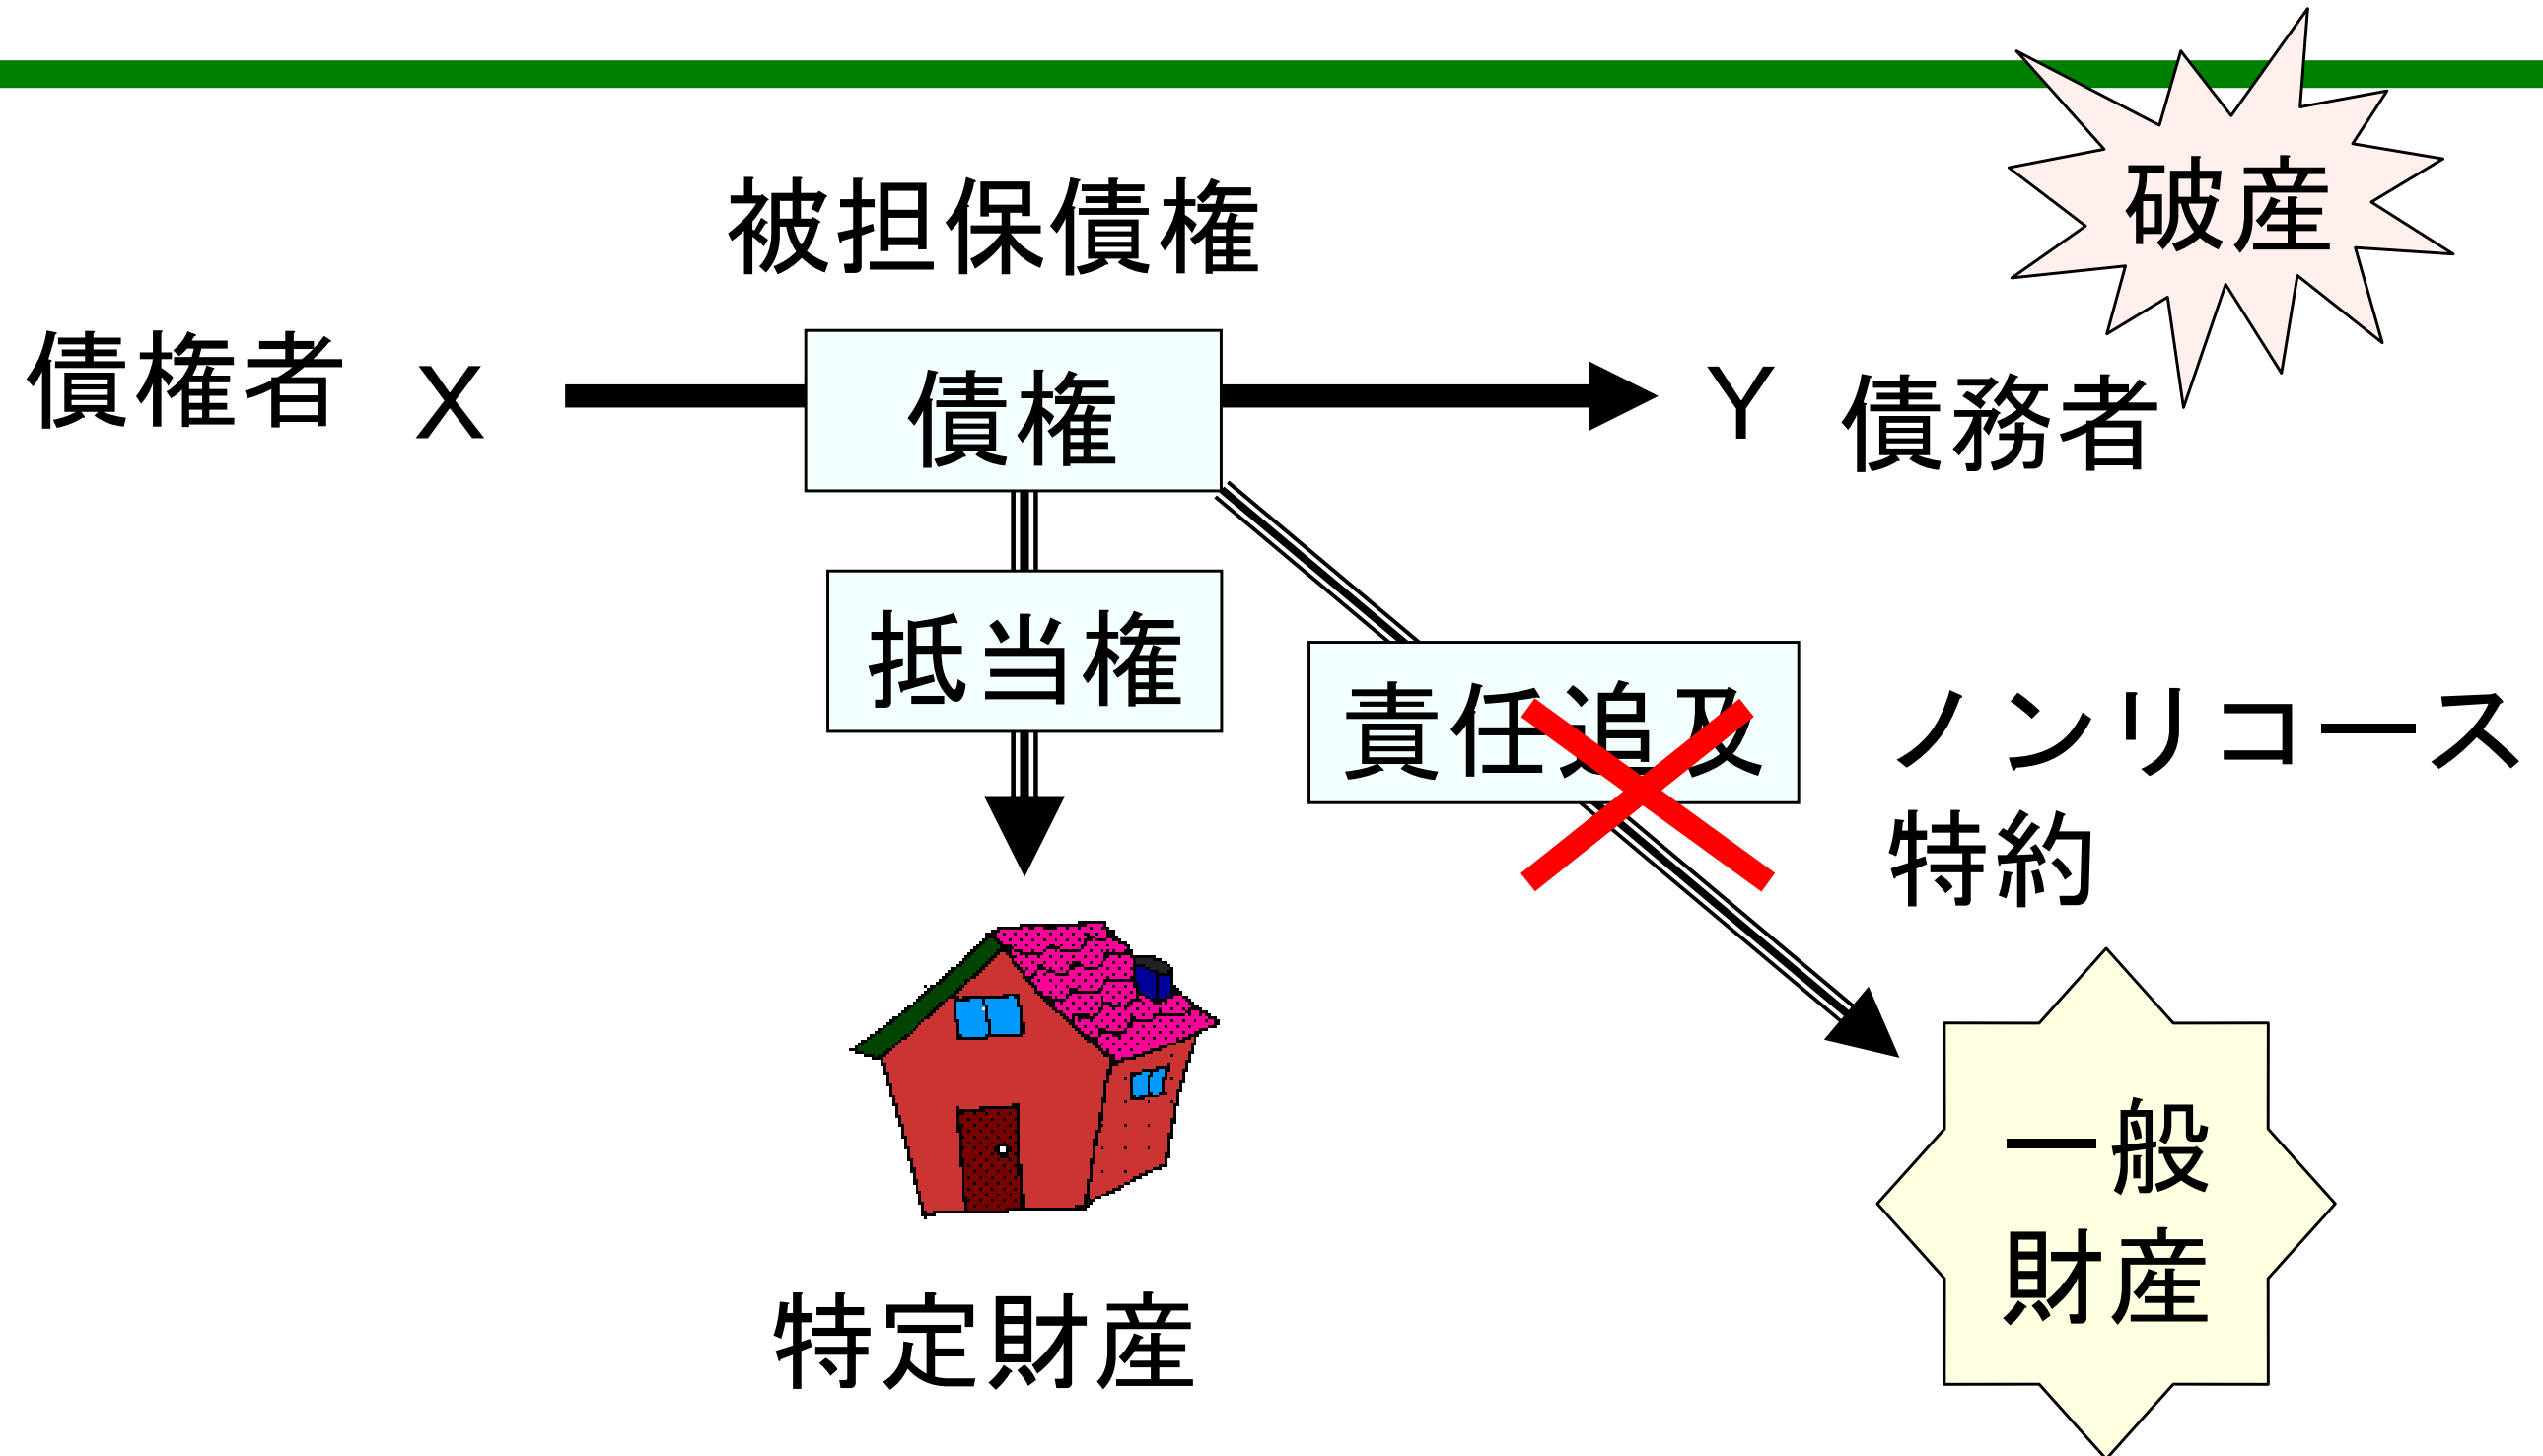 破産
被担保債権
債権者 X
債権
Y 債務者
抵当権
責任追及
ノンリコース
特約
一般
財産
特定財産